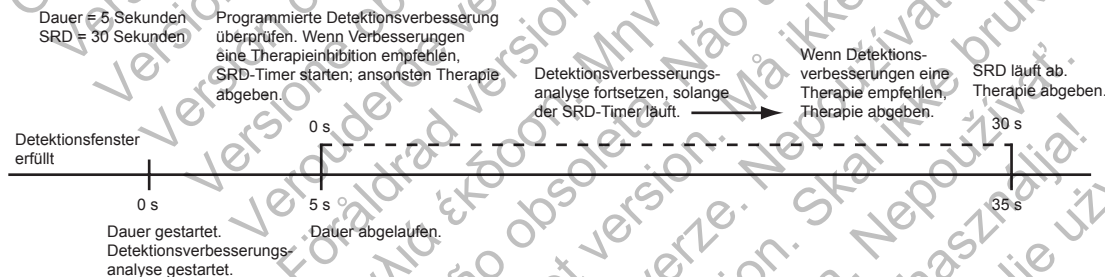 Dauer = 5 Sekunden
SRD = 30 Sekunden
Programmierte Detektionsverbesserung
überprüfen. Wenn Verbesserungen
eine Therapieinhibition empfehlen,
SRD-Timer starten; ansonsten Therapie
abgeben.
Detektionsverbesserungs-
analyse fortsetzen, solange
der SRD-Timer läuft.
Wenn Detektions-
verbesserungen eine
Therapie empfehlen,
Therapie abgeben.
SRD läuft ab.
Therapie abgeben.
Detektionsfenster
erfüllt
0 s
30 s
0 s
5 s
35 s
Dauer gestartet.
Detektionsverbesserungs-
analyse gestartet.
Dauer abgelaufen.